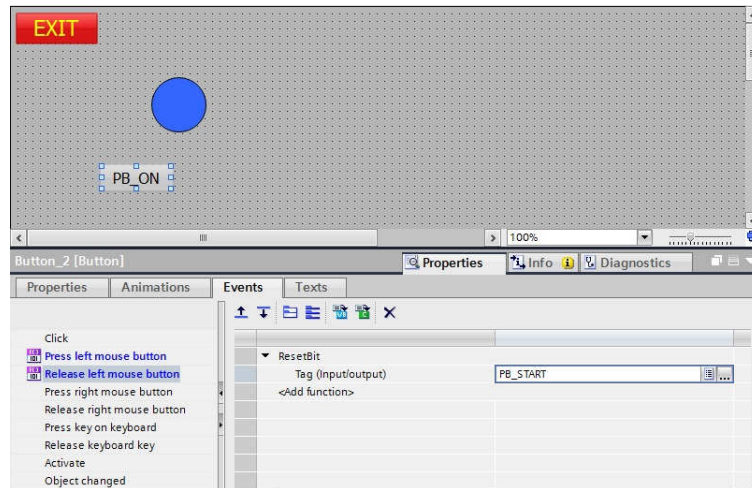 EXIT
PB_ON
100%
Button_2 [Button]
Properties
Info
Diagnostics
Properties
Animations
Events
Texts
Click
Press left mouse button
Release left mouse button
Press right mouse button
Release right mouse button
Press key on keyboard
Release keyboard key
Activate
Object changed
ResetBit
Tag (Input/output)
PB_START
<Add function>